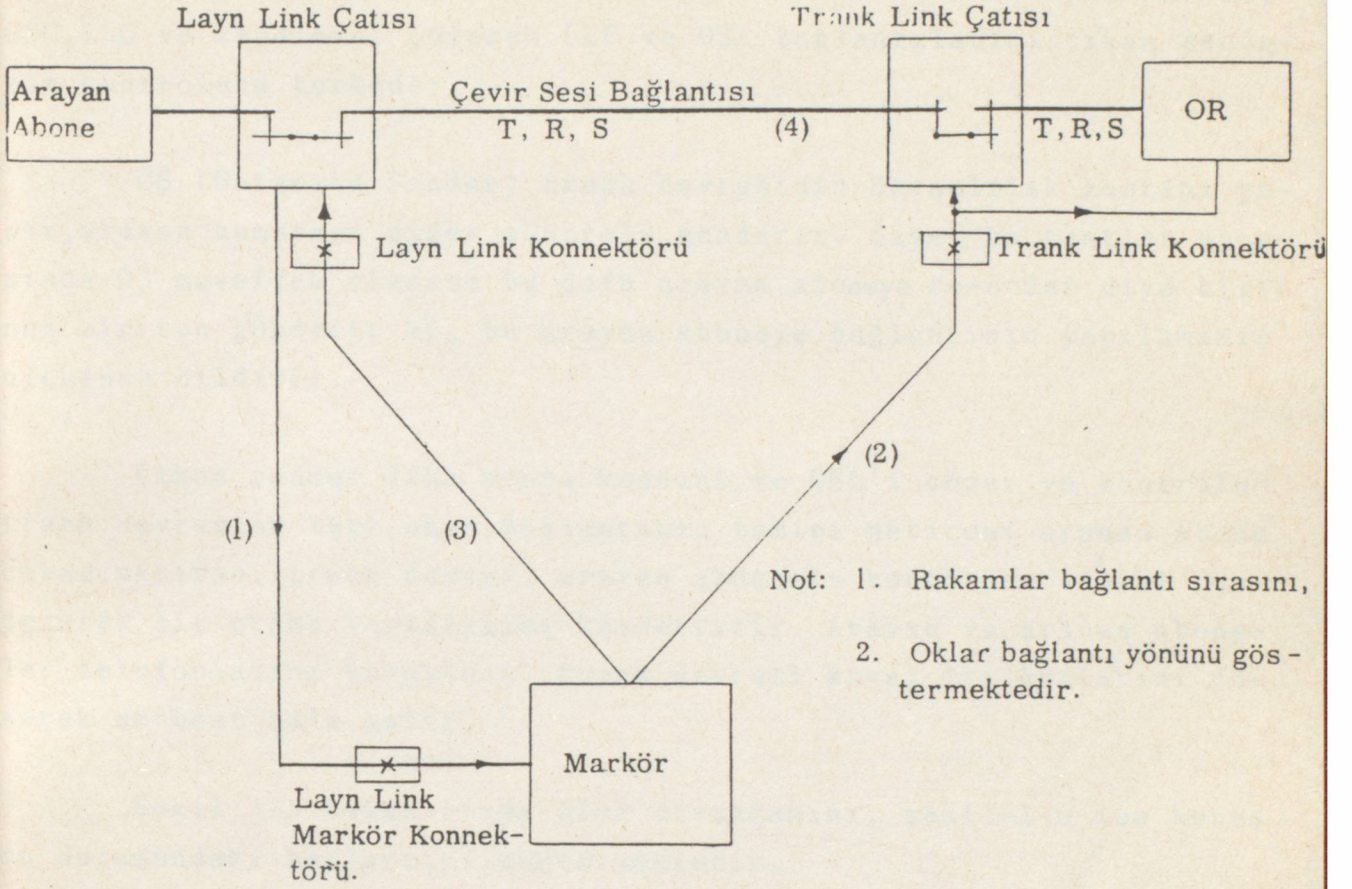 Layn Link Çatısı
Trank Link Çatısı
Arayan
Abone
Çevir Sesi Bağlantısı
T, R, S
(4)
T, R, S
OR
Layn Link Konnektörü
Trank Link Konnektörü
(1)
(3)
(2)
Not: 1. Rakamlar bağlantı sırasını,
2. Oklar bağlantı yönünü gös-
termektedir.
Markör
Layn Link
Markör Konnek-
törü.